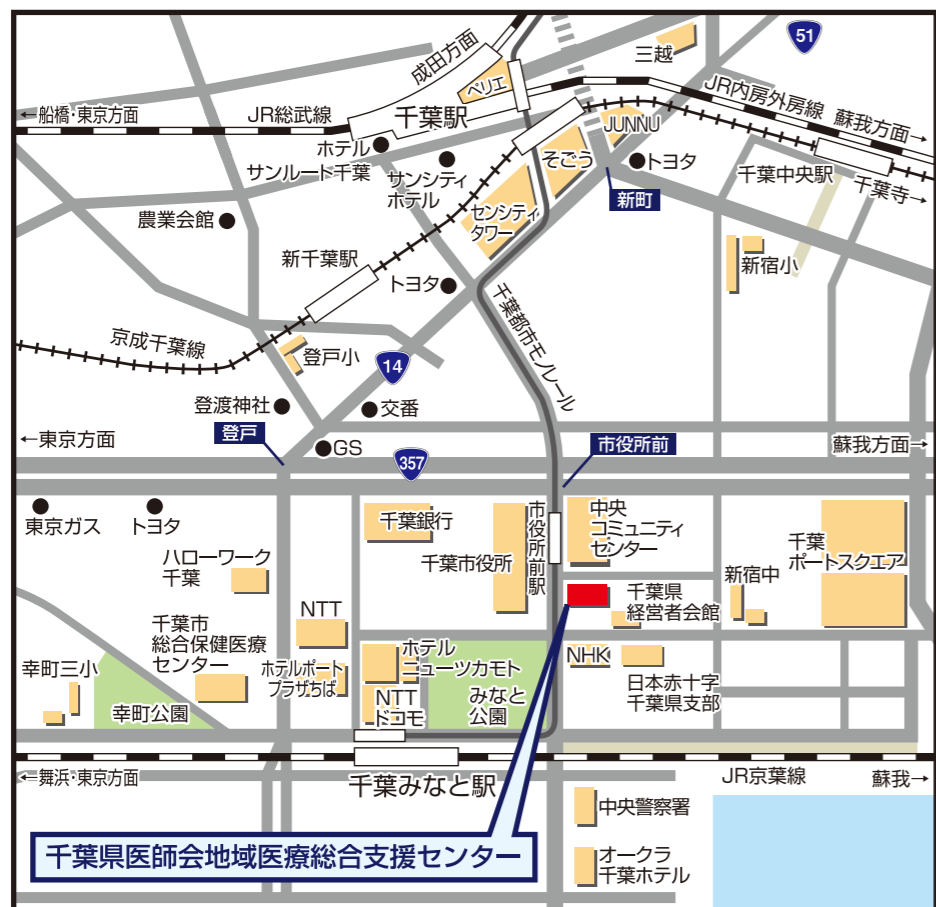 51
三越
成田方面
ペリエ
←船橋・東京方面
JR総武線
千葉駅
JR内房外房線
蘇我方面→
JUNNU
ホテル
サンルート千葉
サンシティ
ホテル
そごう
トヨタ
千葉中央駅
千葉寺→
新町
農業会館
センシティ
タワー
新宿小
新千葉駅
トヨタ
千葉都市モノレール
京成千葉線
登戸小
14
登渡神社
交番
←東京方面
登戸
GS
357
市役所前
蘇我方面→
東京ガス
トヨタ
千葉銀行
千葉市役所
市役所前駅
中央
コミュニティ
センター
千葉
ポートスクエア
ハローワーク
千葉
新宿中
千葉県
経営者会館
NTT
千葉市
総合保健医療
センター
ホテルポート
プラザちば
ホテル
ニューツカモト
NHK
幸町三小
幸町公園
NTT
ドコモ
みなと
公園
日本赤十字
千葉県支部
←舞浜・東京方面
千葉みなと駅
JR京葉線
蘇我→
中央警察署
千葉県医師会地域医療総合支援センター
オークラ
千葉ホテル